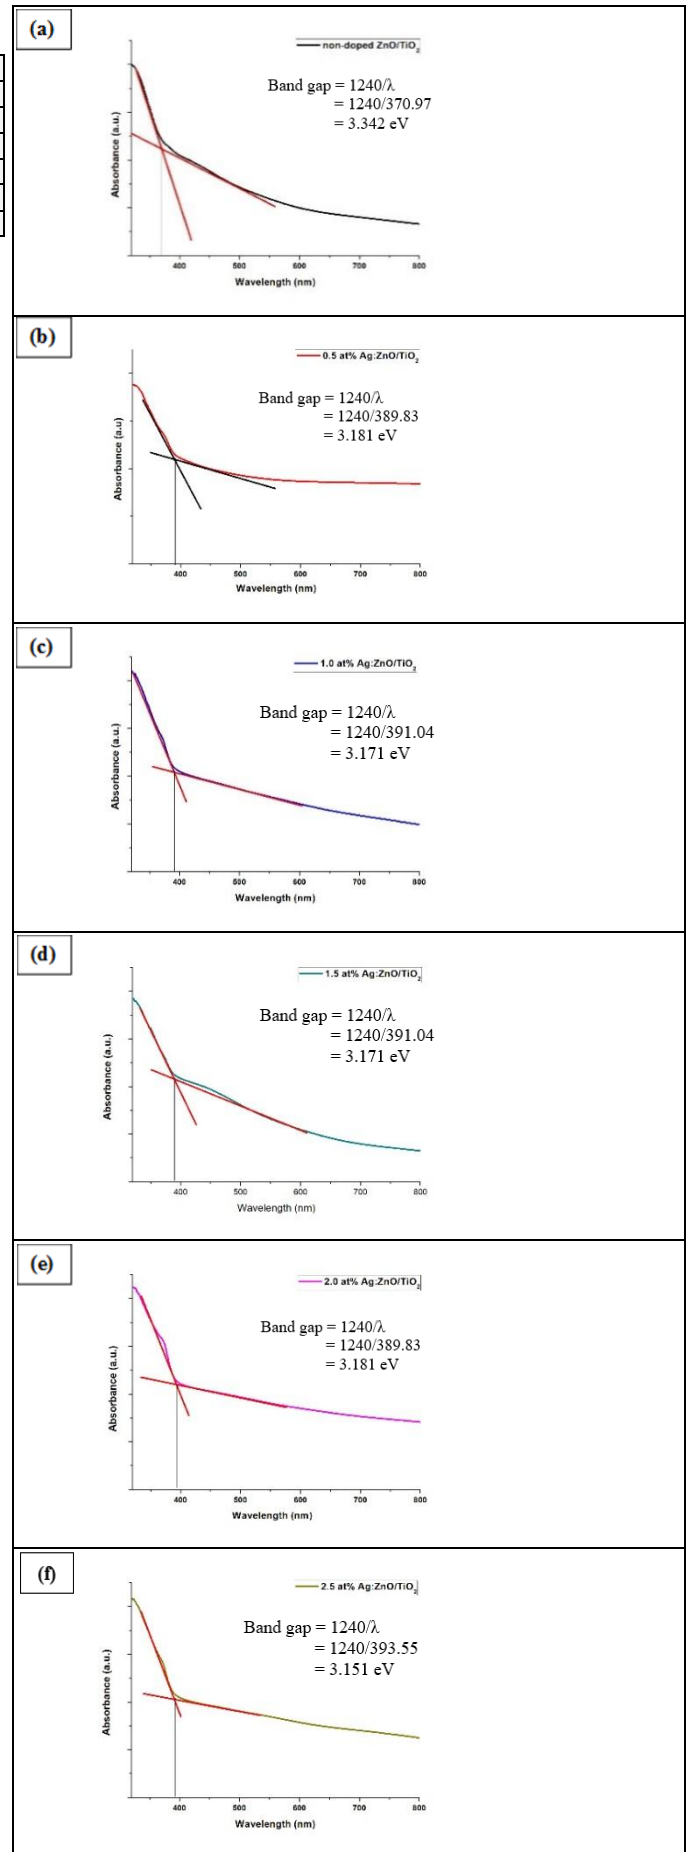 (a)
non-doped ZnO/TiO₂
Band gap = 1240/λ
= 1240/370.97
= 3.342 eV
Absorbance (a.u.)
400 500 600 700 800
Wavelength (nm)
(b)
0.5 at% Ag:ZnO/TiO₂
Band gap = 1240/λ
= 1240/389.83
= 3.181 eV
Absorbance (a.u)
400 500 600 700 800
Wavelength (nm)
(c)
1.0 at% Ag:ZnO/TiO₂
Band gap = 1240/λ
= 1240/391.04
= 3.171 eV
Absorbance (a.u.)
400 500 600 700 800
Wavelength (nm)
(d)
1.5 at% Ag:ZnO/TiO₂
Band gap = 1240/λ
= 1240/391.04
= 3.171 eV
Absorbance (a.u.)
400 500 600 700 800
Wavelength (nm)
(e)
2.0 at% Ag:ZnO/TiO₂
Band gap = 1240/λ
= 1240/389.83
= 3.181 eV
Absorbance (a.u.)
400 500 600 700 800
Wavelength (nm)
(f)
2.5 at% Ag:ZnO/TiO₂
Band gap = 1240/λ
= 1240/393.55
= 3.151 eV
Absorbance (a.u.)
400 500 600 700 800
Wavelength (nm)